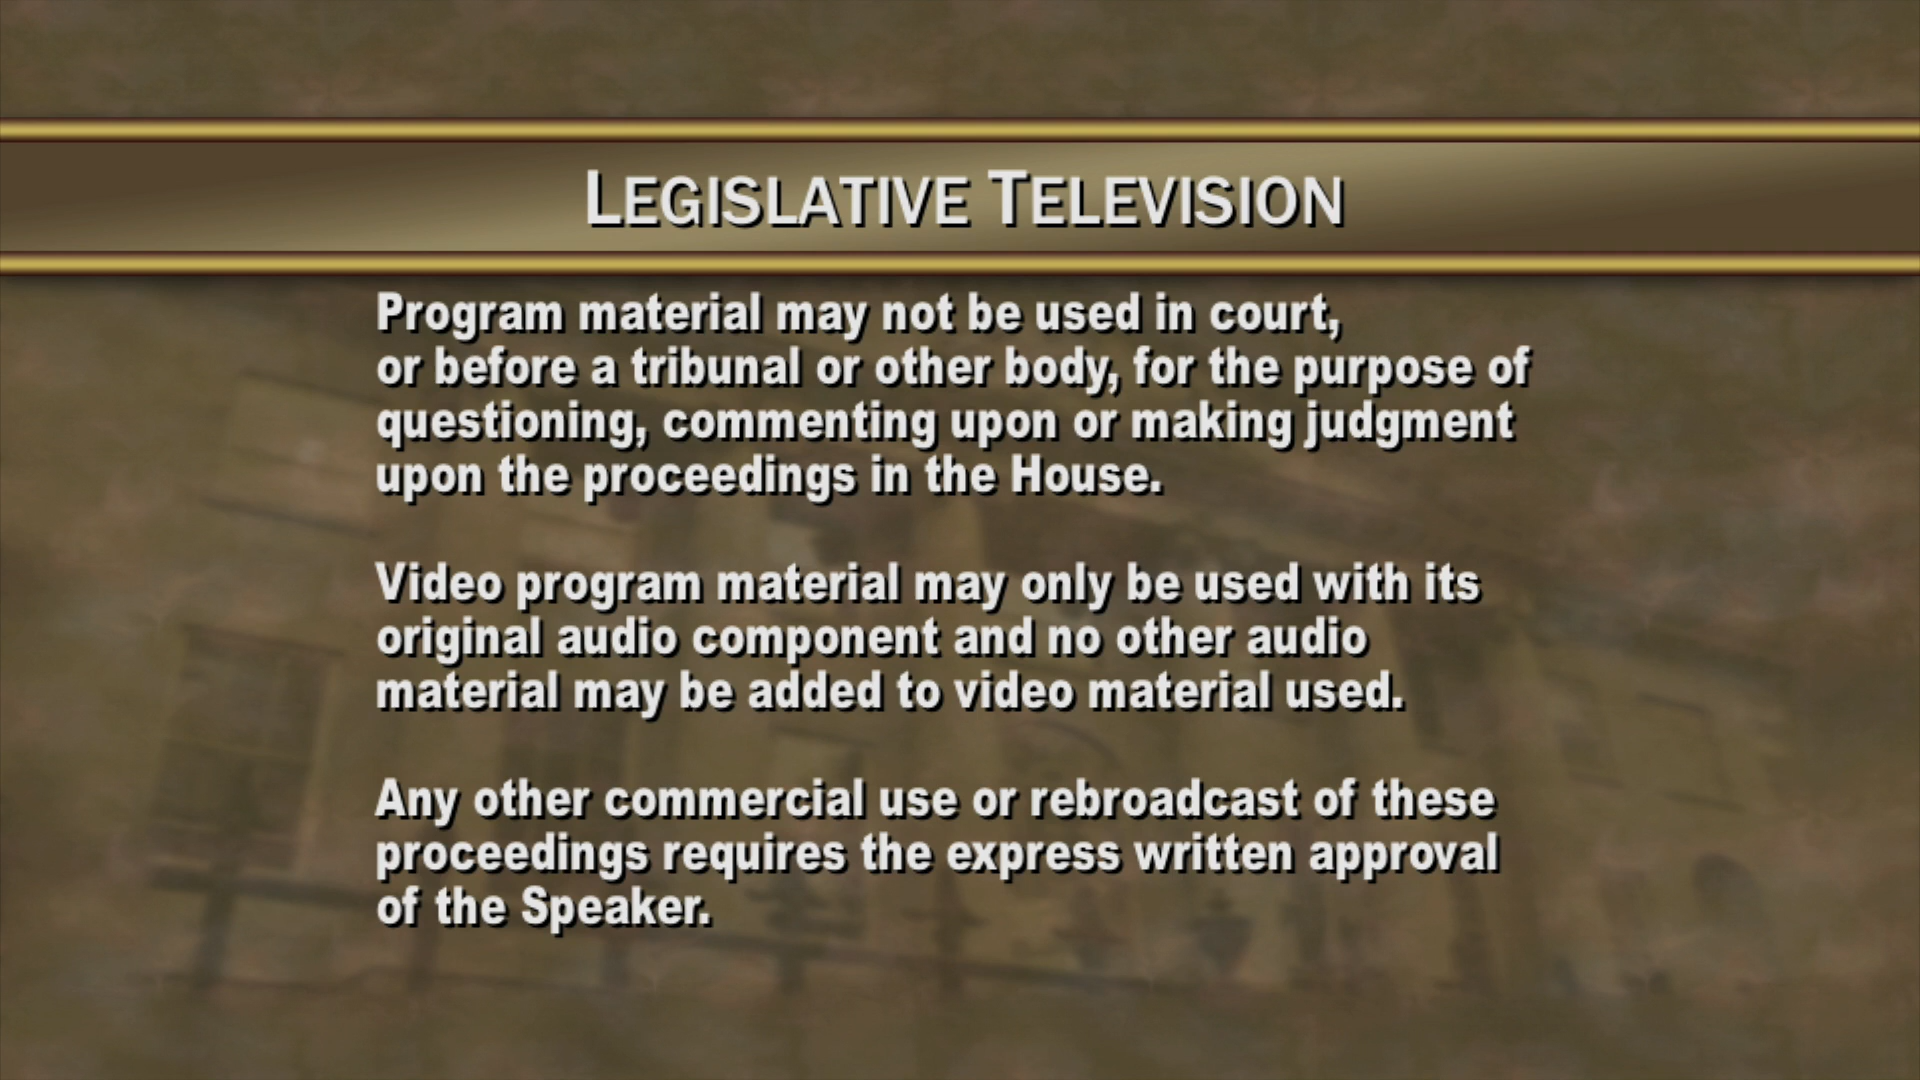 LEGISLATIVE TELEVISION
Program material may not be used in court,
or before a tribunal or other body, for the purpose of
questioning, commenting upon or making judgment
upon the proceedings in the House.
Video program material may only be used with its
original audio component and no other audio
material may be added to video material used.
Any other commercial use or rebroadcast of these
proceedings requires the express written approval
of the Speaker.